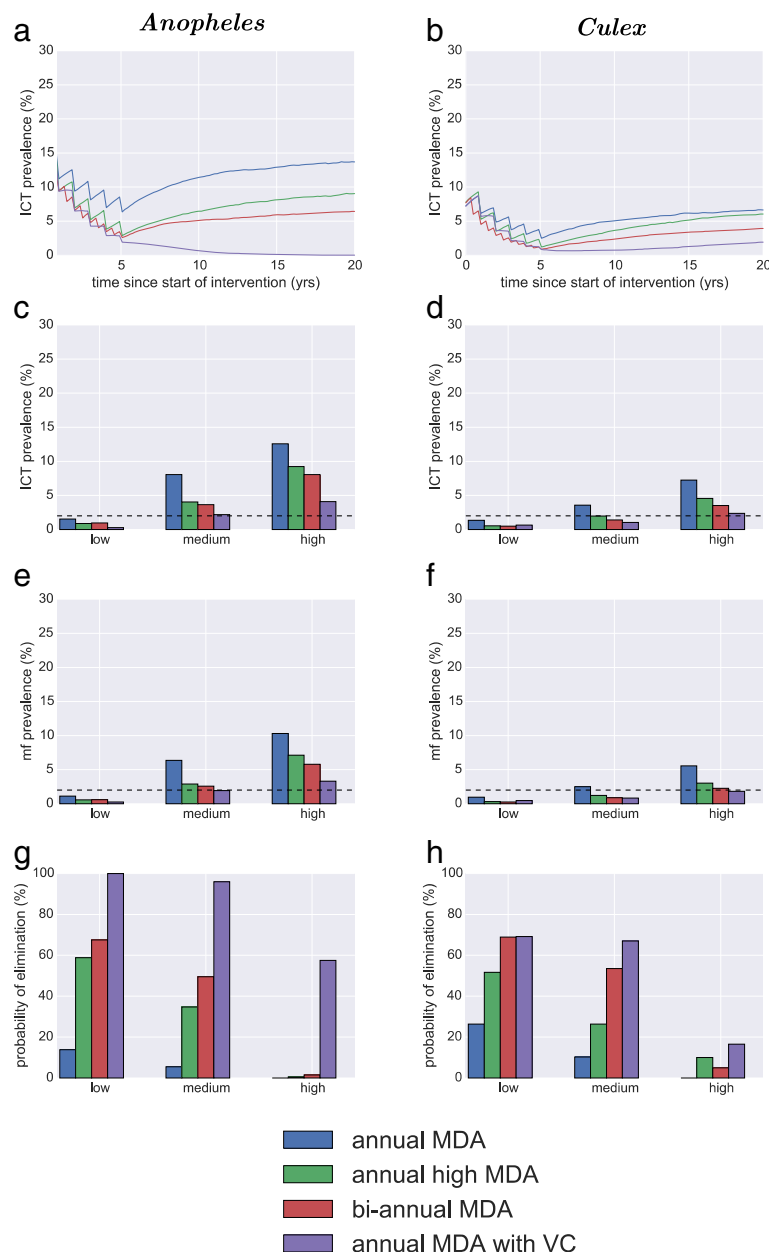 Anopheles
Culex
a
b
30
25
20
15
10
5
0
ICT prevalence (%)
5
10
15
20
time since start of intervention (yrs)
30
25
20
15
10
5
0
ICT prevalence (%)
0
5
10
15
20
time since start of intervention (yrs)
c
d
30
25
20
15
10
5
0
ICT prevalence (%)
low
medium
high
30
25
20
15
10
5
0
ICT prevalence (%)
low
medium
high
e
f
30
25
20
15
10
5
0
mf prevalence (%)
low
medium
high
30
25
20
15
10
5
0
mf prevalence (%)
low
medium
high
g
h
100
80
60
40
20
0
probability of elimination (%)
low
medium
high
100
80
60
40
20
0
probability of elimination (%)
low
medium
high
annual MDA
annual high MDA
bi-annual MDA
annual MDA with VC